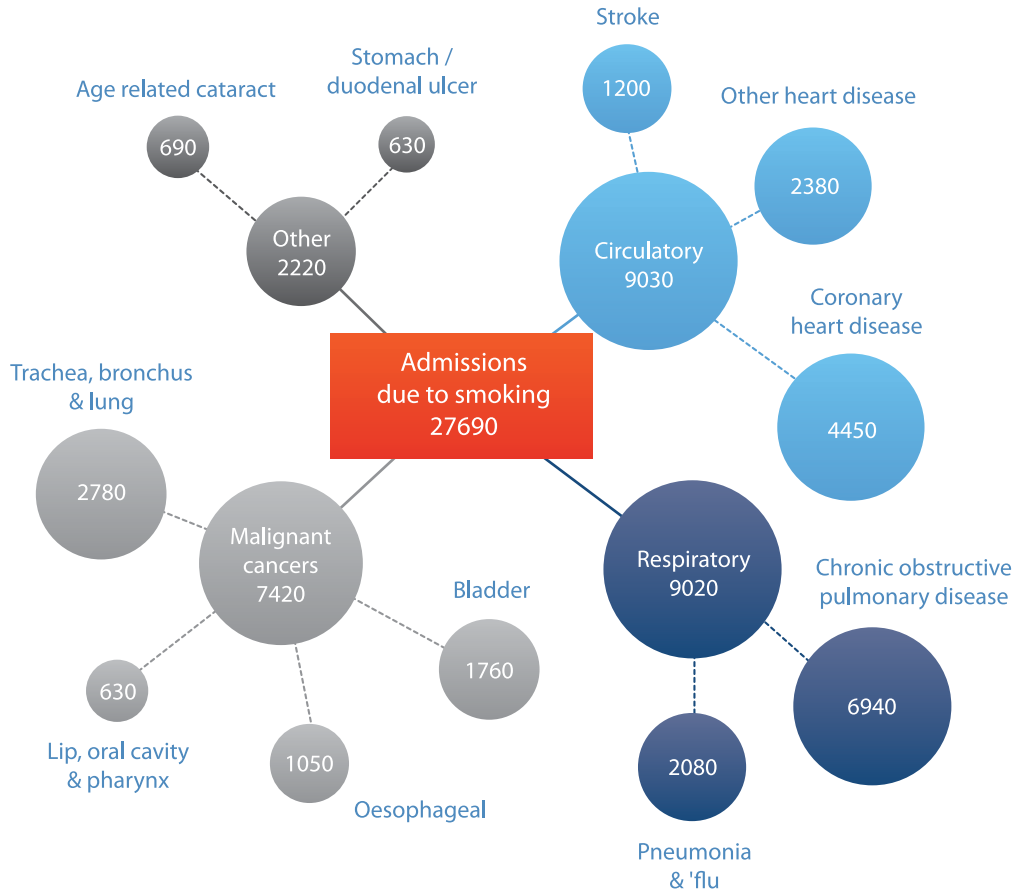 Stroke
1200
Other heart disease
2380
Circulatory
9030
Coronary
heart disease
4450
Stomach /
duodenal ulcer
630
Age related cataract
690
Other
2220
Admissions
due to smoking
27690
Trachea, bronchus
& lung
2780
Malignant
cancers
7420
Bladder
1760
630
Lip, oral cavity
& pharynx
1050
Oesophageal
Respiratory
9020
Chronic obstructive
pulmonary disease
6940
2080
Pneumonia
& 'flu